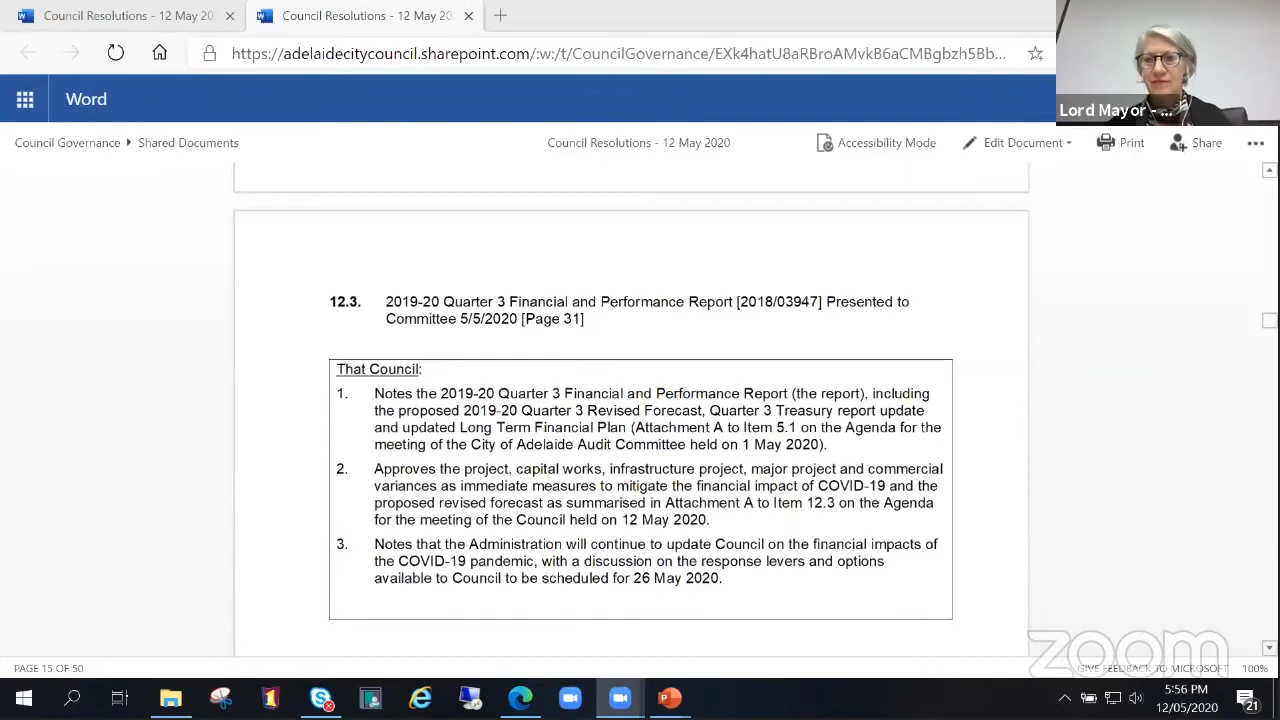 Council Resolutions - 12 May 202
Council Resolutions - 12 May 202
https://adelaidecitycouncil.sharepoint.com/:w:/t/CouncilGovernance/EXk4hatU8aRBroAMvkB6aCMBgbzh5Bb...
Lord Mayor - ...
Word
Council Governance Shared Documents
Council Resolutions - 12 May 2020
Accessibility Mode
Edit Document
Print
Share
12.3. 2019-20 Quarter 3 Financial and Performance Report [2018/03947] Presented to
Committee 5/5/2020 [Page 31]
That Council:
1. Notes the 2019-20 Quarter 3 Financial and Performance Report (the report), including
the proposed 2019-20 Quarter 3 Revised Forecast, Quarter 3 Treasury report update
and updated Long Term Financial Plan (Attachment A to Item 5.1 on the Agenda for the
meeting of the City of Adelaide Audit Committee held on 1 May 2020).
2. Approves the project, capital works, infrastructure project, major project and commercial
variances as immediate measures to mitigate the financial impact of COVID-19 and the
proposed revised forecast as summarised in Attachment A to Item 12.3 on the Agenda
for the meeting of the Council held on 12 May 2020.
3. Notes that the Administration will continue to update Council on the financial impacts of
the COVID-19 pandemic, with a discussion on the response levers and options
available to Council to be scheduled for 26 May 2020.
zoom
PAGE 15 OF 50
GIVE FEEDBACK TO MICROSOFT
100%
5:56 PM
12/05/2020
21